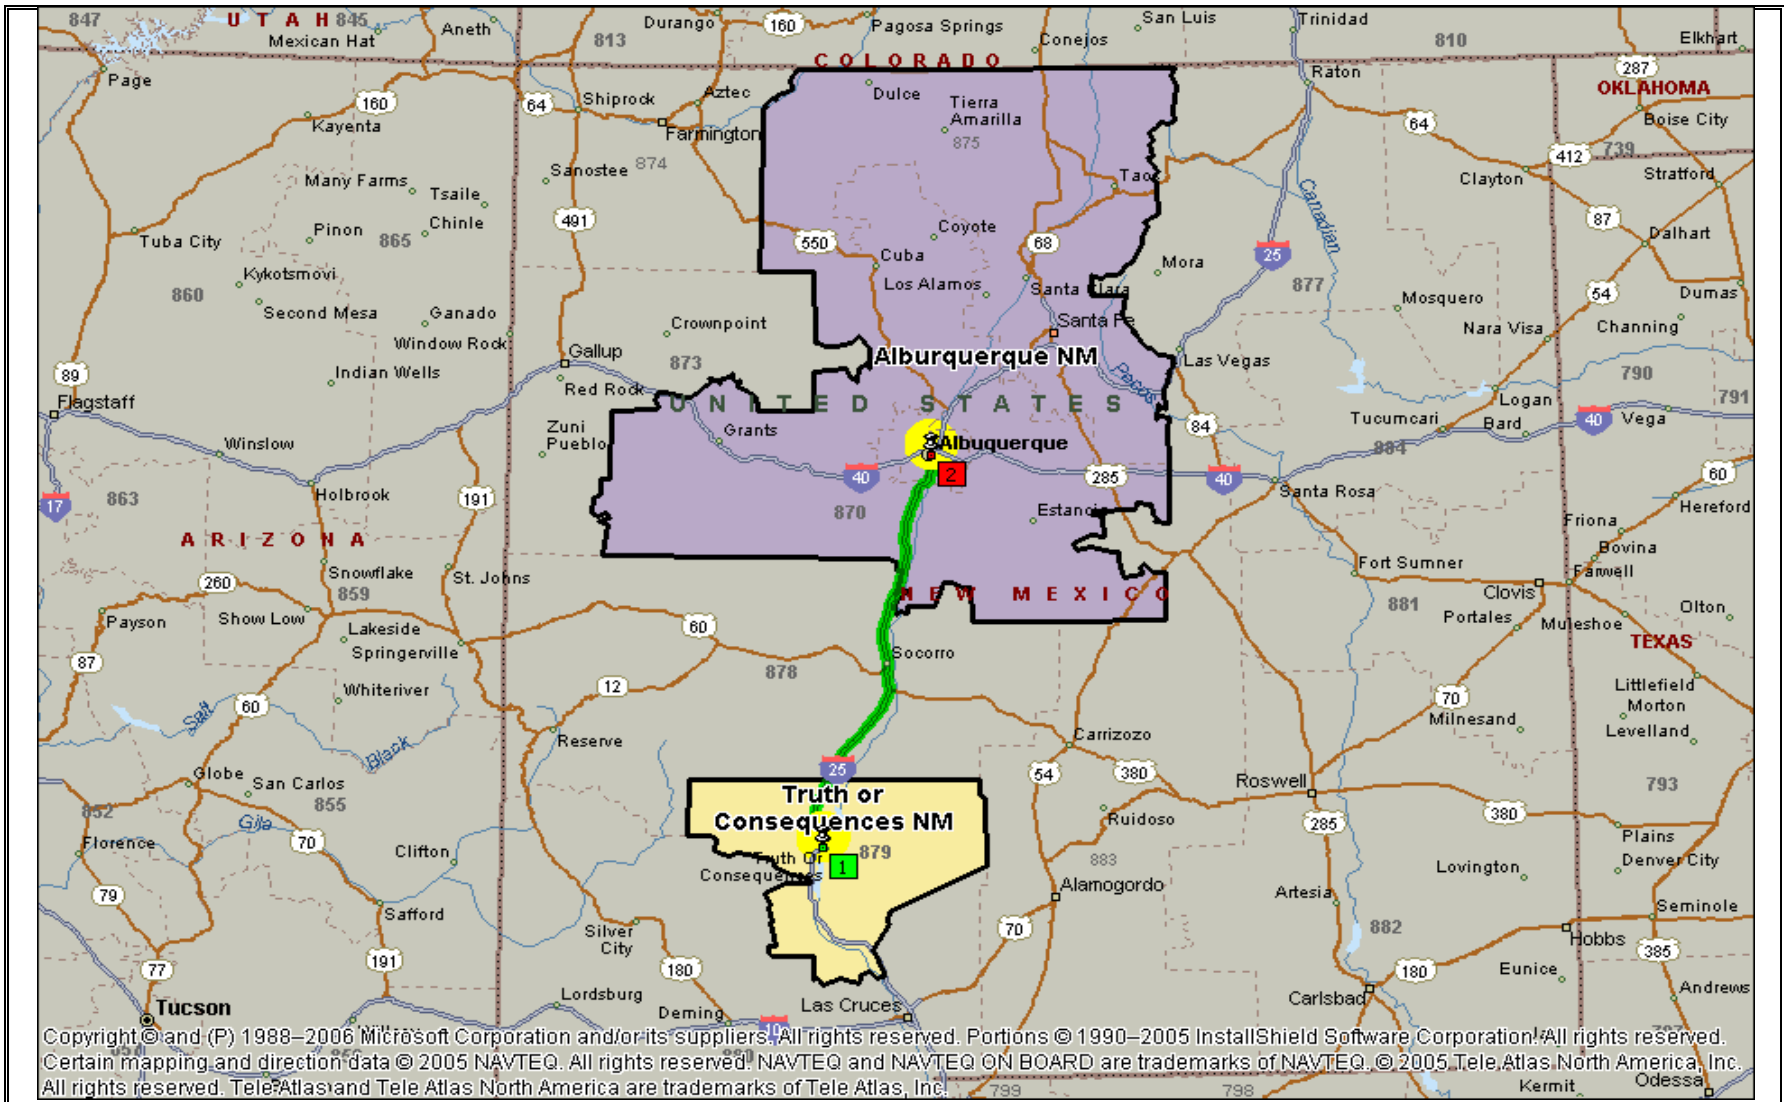 847
U T A H
845
Mexican Hat
Aneth
813
Durango
160
Pagosa Springs
San Luis
Conejos
Trinidad
810
Elkhart
C O L O R A D O
Page
160
Kayenta
64
Shiprock
Aztec
Farmington
Dulce
Tierra
Amarilla
875
Raton
287
OKLAHOMA
Boise City
64
412
739
Clayton
Stratford
Many Farms
Tsaile
Chinle
Pinon
865
Tuba City
Sanostee
874
491
550
Coyote
Cuba
68
Canadian
25
87
Dalhart
Kykotsmovi
860
Second Mesa
Ganado
Window Rock
Los Alamos
Santa Clara
Mora
877
Mosquero
54
Dumas
Nara Visa
Channing
Crownpoint
Santa Fe
Gallup
873
Alburquerque NM
Las Vegas
Pecos
89
Indian Wells
Red Rock
790
791
Flagstaff
U N I T E D S T A T E S
Logan
Tucumcari
Bard
40
Vega
Winslow
Zuni
Pueblo
Grants
Albuquerque
84
884
2
40
285
40
60
863
Holbrook
191
17
Santa Rosa
Hereford
870
Estancia
Friona
Bovina
A R I Z O N A
Fort Sumner
Farwell
260
Snowflake
859
St. Johns
N E W M E X I C O
Clovis
881
Olton
Payson
Show Low
Lakeside
Springerville
60
Portales
Muleshoe
TEXAS
87
Socorro
878
Whiteriver
12
Littlefield
Morton
70
Milnesand
Levelland
60
Salt
Black
Reserve
Carrizozo
Globe
San Carlos
25
54
380
Roswell
793
852
855
Truth or
Consequences NM
380
Gila
Ruidoso
285
Florence
70
Clifton
Truth Or
Consequences
879
1
883
Plains
Denver City
Lovington
79
Alamogordo
Artesia
Safford
Seminole
Silver
City
70
882
Hobbs
385
77
191
180
180
Eunice
Lordsburg
Carlsbad
Andrews
Tucson
Deming
Las Cruces
10
Copyright © and (P) 1988–2006 Microsoft Corporation and/or its suppliers. All rights reserved. Portions © 1990–2005 InstallShield Software Corporation. All rights reserved.
Certain mapping and direction data © 2005 NAVTEQ. All rights reserved. NAVTEQ and NAVTEQ ON BOARD are trademarks of NAVTEQ. © 2005 Tele Atlas North America, Inc.
All rights reserved. Tele Atlas and Tele Atlas North America are trademarks of Tele Atlas, Inc.
799
798
Kermit
Odessa